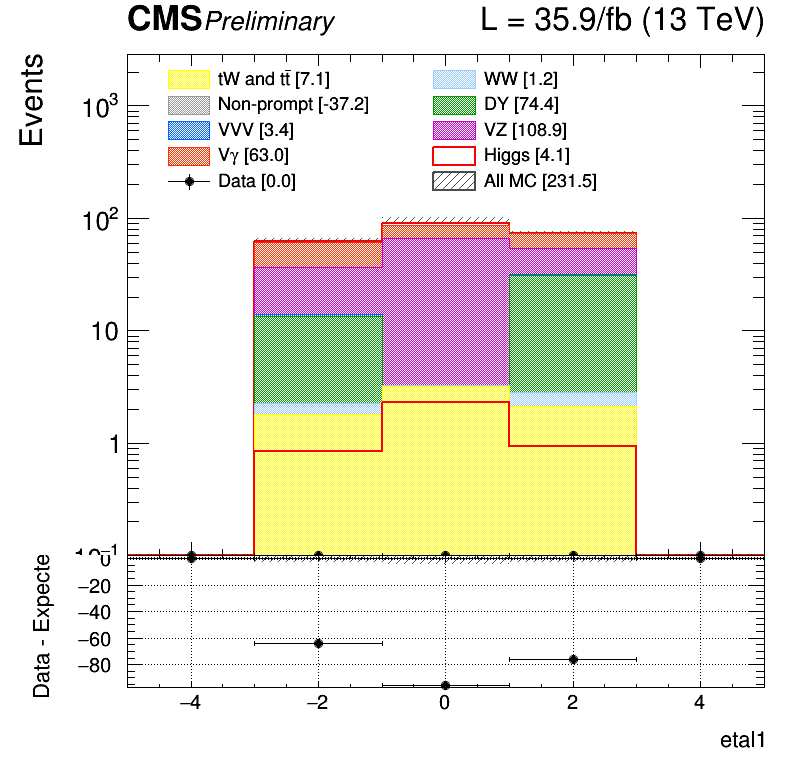 CMS Preliminary L = 35.9/fb (13 TeV)
Events
tW and tt̄ [7.1] WW [1.2]
Non-prompt [-37.2] DY [74.4]
VVV [3.4] VZ [108.9]
Vγ [63.0] Higgs [4.1]
Data [0.0] All MC [231.5]
10³
10²
10
1
Data - Expecte
0
−20
−40
−60
−80
−4 −2 0 2 4
etal1